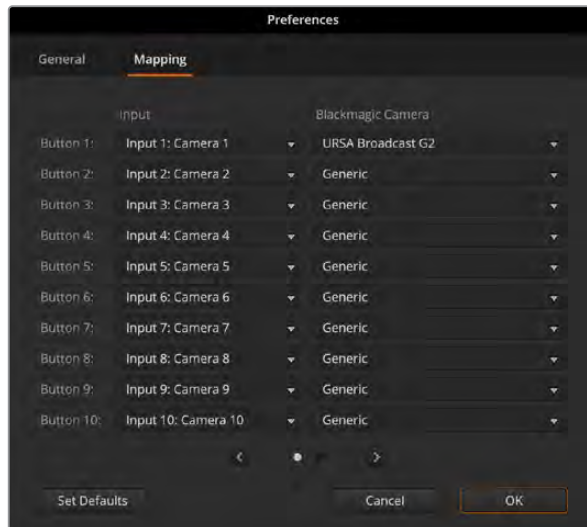 Preferences
General Mapping
Input Blackmagic Camera
Button 1: Input 1: Camera 1 URSA Broadcast G2
Button 2: Input 2: Camera 2 Generic
Button 3: Input 3: Camera 3 Generic
Button 4: Input 4: Camera 4 Generic
Button 5: Input 5: Camera 5 Generic
Button 6: Input 6: Camera 6 Generic
Button 7: Input 7: Camera 7 Generic
Button 8: Input 8: Camera 8 Generic
Button 9: Input 9: Camera 9 Generic
Button 10: Input 10: Camera 10 Generic
Set Defaults Cancel OK